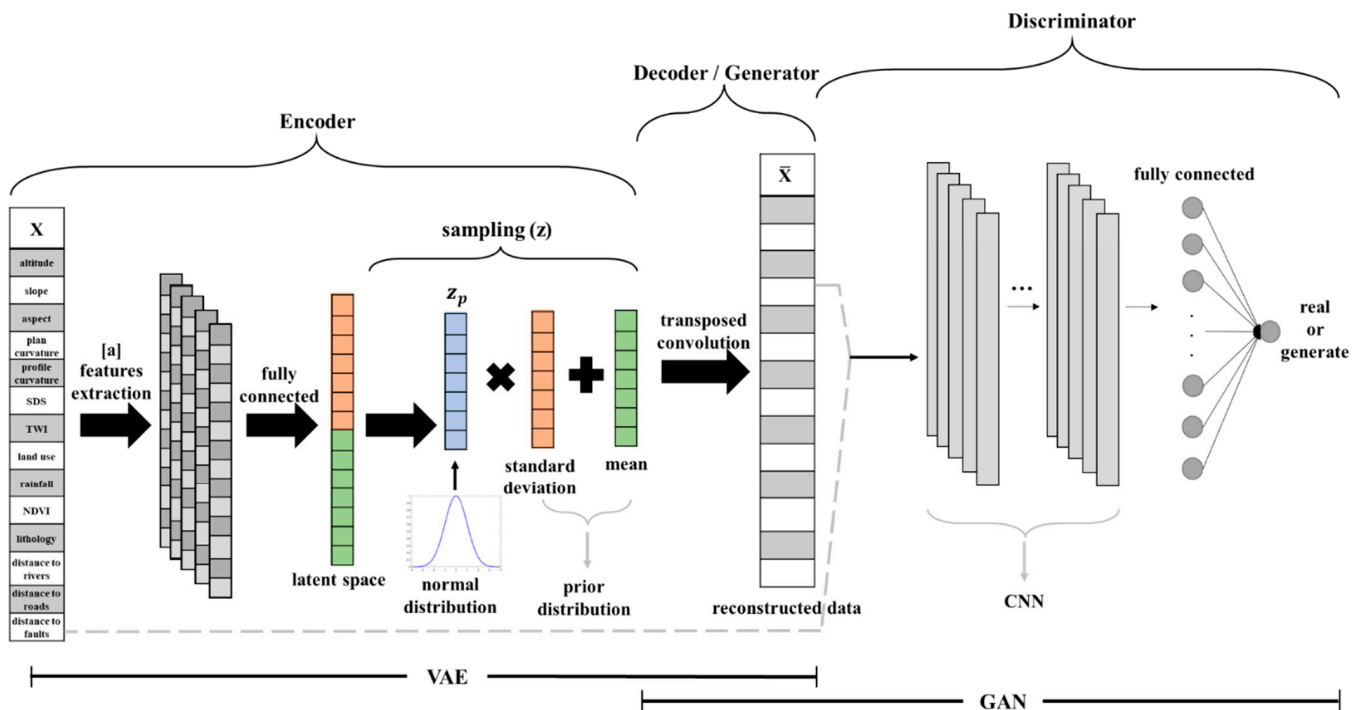 Discriminator
Decoder / Generator
Encoder
X
altitude
slope
aspect
plan
curvature
profile
curvature
SDS
TWI
land use
rainfall
NDVI
lithology
distance to
rivers
distance to
roads
distance to
faults
[a]
features
extraction
fully
connected
latent space
sampling (z)
z_p
normal
distribution
standard
deviation
mean
prior
distribution
transposed
convolution
X̄
reconstructed data
...
CNN
fully connected
real
or
generate
VAE
GAN